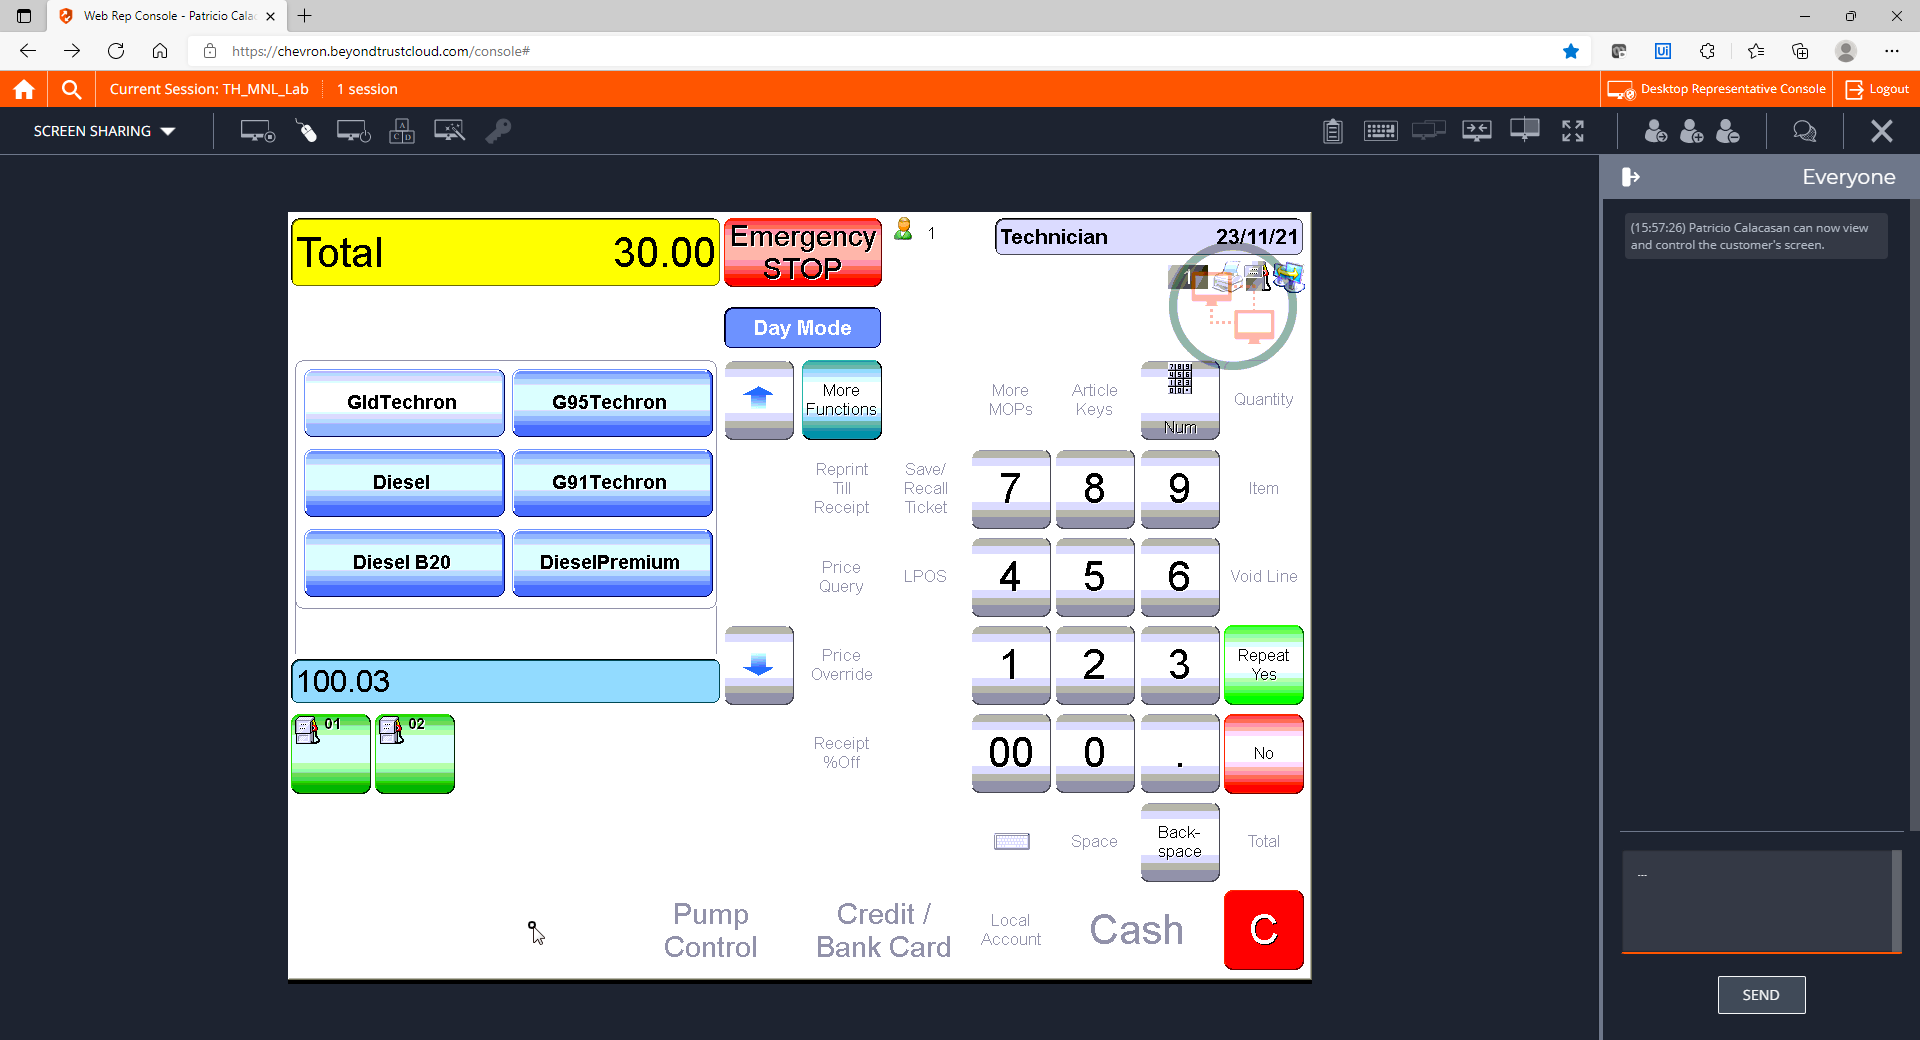 Web Rep Console - Patricio Cala
https://chevron.beyondtrustcloud.com/console#
Current Session: TH_MNL_Lab
1 session
Desktop Representative Console
Logout
SCREEN SHARING
A
C D
Everyone
(15:57:26) Patricio Calacasan can now view
and control the customer's screen.
Total 30.00
Emergency
STOP
1
Technician 23/11/21
1
Day Mode
GldTechron
G95Techron
More
Functions
More
MOPs
Article
Keys
Num
Quantity
Diesel
G91Techron
Reprint
Till
Receipt
Save/
Recall
Ticket
7
8
9
Item
Diesel B20
DieselPremium
Price
Query
LPOS
4
5
6
Void Line
100.03
Price
Override
1
2
3
Repeat
Yes
01
02
Receipt
%Off
00
0
.
No
Space
Back-
space
Total
Pump
Control
Credit /
Bank Card
Local
Account
Cash
C
SEND